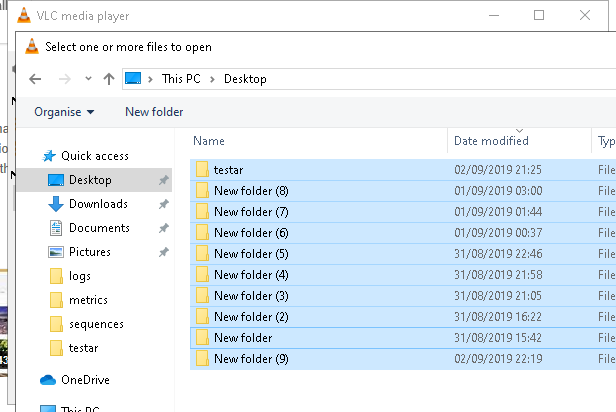 VLC media player
Select one or more files to open
This PC > Desktop
Organise New folder
Name Date modified Typ
Quick access
Desktop
Downloads
Documents
Pictures
logs
metrics
sequences
testar
OneDrive
This PC
testar 02/09/2019 21:25 File
New folder (8) 01/09/2019 03:00 File
New folder (7) 01/09/2019 01:44 File
New folder (6) 01/09/2019 00:37 File
New folder (5) 31/08/2019 22:46 File
New folder (4) 31/08/2019 21:58 File
New folder (3) 31/08/2019 21:05 File
New folder (2) 31/08/2019 16:22 File
New folder 31/08/2019 15:42 File
New folder (9) 02/09/2019 22:19 File